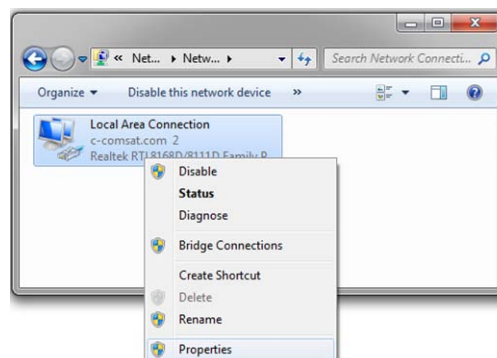 « Net... ▸ Netw... ▸
Search Network Connecti...
Organize ▾ Disable this network device »
Local Area Connection
c-comsat.com 2
Realtek RTL8168D/8111D Family P
Disable
Status
Diagnose
Bridge Connections
Create Shortcut
Delete
Rename
Properties